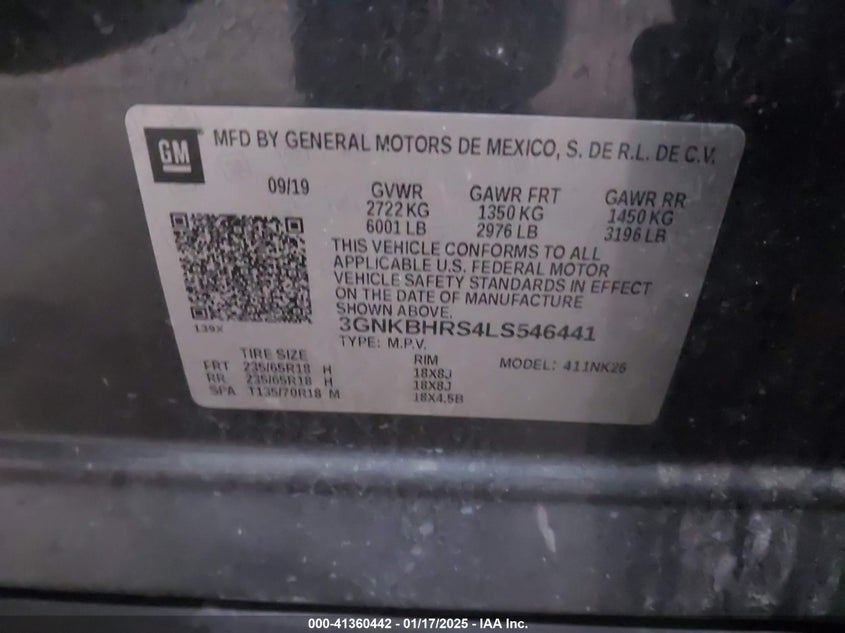 GM
MFD BY GENERAL MOTORS DE MEXICO, S. DE R.L. DE C.V.
09/19 GVWR GAWR FRT GAWR RR
2722 KG 1350 KG 1450 KG
6001 LB 2976 LB 3196 LB
THIS VEHICLE CONFORMS TO ALL
APPLICABLE U.S. FEDERAL MOTOR
VEHICLE SAFETY STANDARDS IN EFFECT
ON THE DATE OF MANUFACTURE
SHOWN ABOVE.
139X
3GNKBHRS4LS546441
TYPE: M.P.V.
TIRE SIZE RIM MODEL: 411NK26
FRT 235/65R18 H 18X8J
RR 235/65R18 H 18X8J
SPA T135/70R18 M 18X4.5B
000-41360442 - 01/17/2025 - IAA Inc.